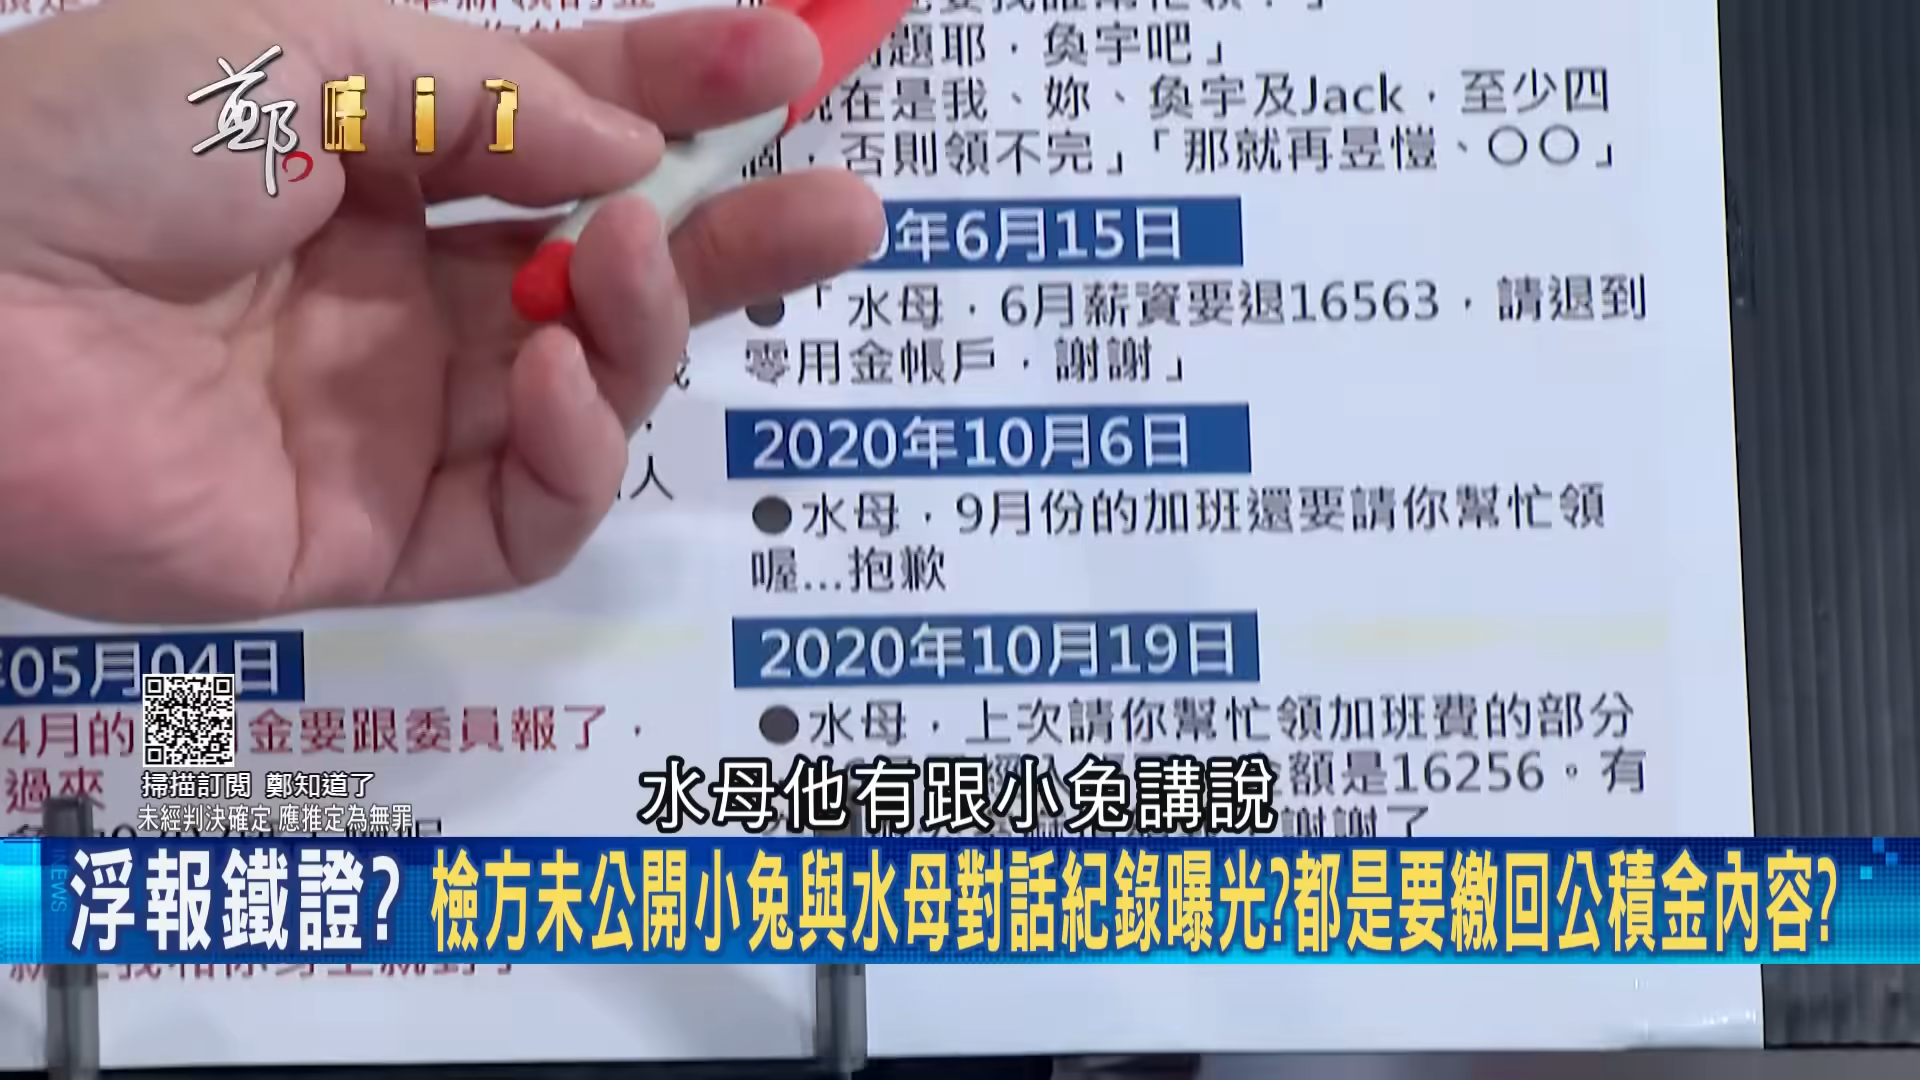 題耶，奐宇吧」
現在是我、妳、奐宇及Jack，至少四
個，否則領不完」「那就再昱愷、〇〇」
0年6月15日
●「水母，6月薪資要退16563，請退到
零用金帳戶，謝謝」
2020年10月6日
●水母，9月份的加班還要請你幫忙領
喔...抱歉
2020年10月19日
●水母，上次請你幫忙領加班費的部分
金額是16256。有
謝謝了
人
年05月04日
4月的 金要跟委員報了，
過來
鄭
掃描訂閱 鄭知道了
未經判決確定 應推定為無罪
水母他有跟小兔講說
NEWS
浮報鐵證? 檢方未公開小兔與水母對話紀錄曝光?都是要繳回公積金內容?